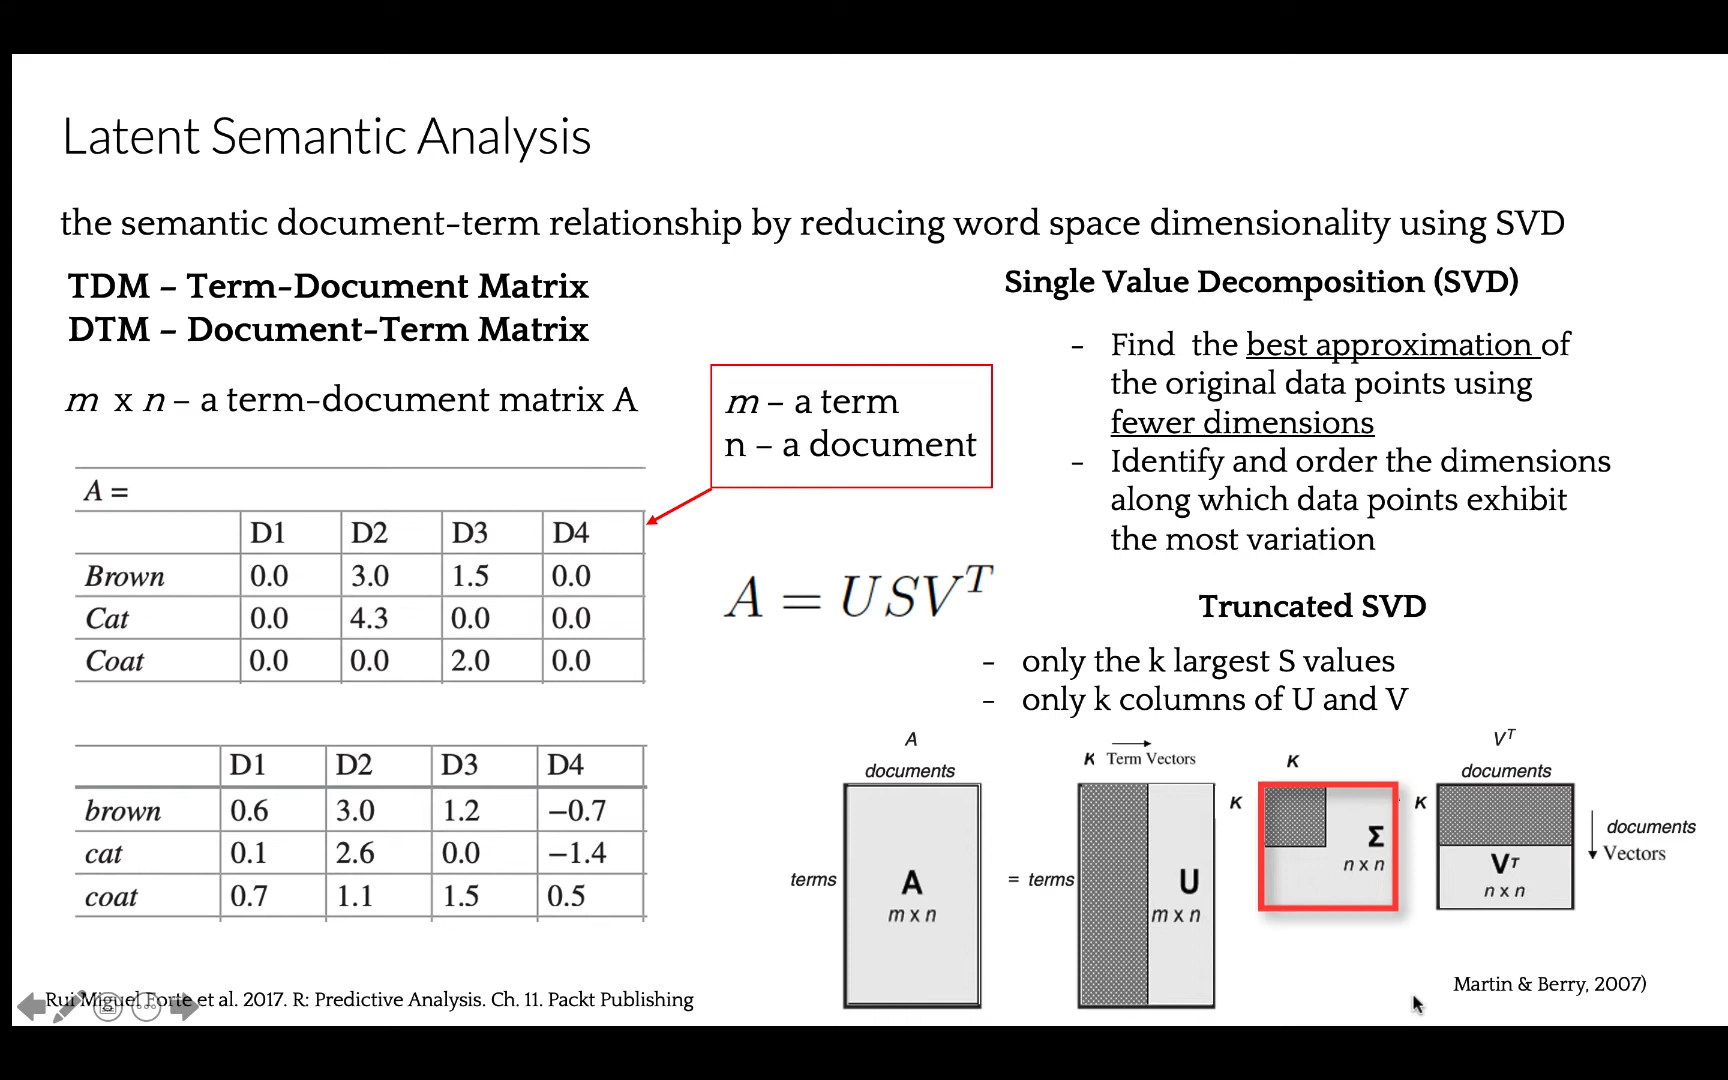 Latent Semantic Analysis
the semantic document-term relationship by reducing word space dimensionality using SVD
TDM – Term-Document Matrix
DTM – Document-Term Matrix
m x n – a term-document matrix A
m – a term
n – a document
A =
D1 D2 D3 D4
Brown 0.0 3.0 1.5 0.0
Cat 0.0 4.3 0.0 0.0
Coat 0.0 0.0 2.0 0.0
D1 D2 D3 D4
brown 0.6 3.0 1.2 −0.7
cat 0.1 2.6 0.0 −1.4
coat 0.7 1.1 1.5 0.5
A = USV^T
Single Value Decomposition (SVD)
- Find the best approximation of
the original data points using
fewer dimensions
- Identify and order the dimensions
along which data points exhibit
the most variation
Truncated SVD
- only the k largest S values
- only k columns of U and V
A
documents
terms
A
m x n
K Term Vectors
= terms
U
m x n
K
K
Σ
n x n
V^T
documents
K
V^T
n x n
documents
Vectors
Martin & Berry, 2007)
Rui Miguel Forte et al. 2017. R: Predictive Analysis. Ch. 11. Packt Publishing